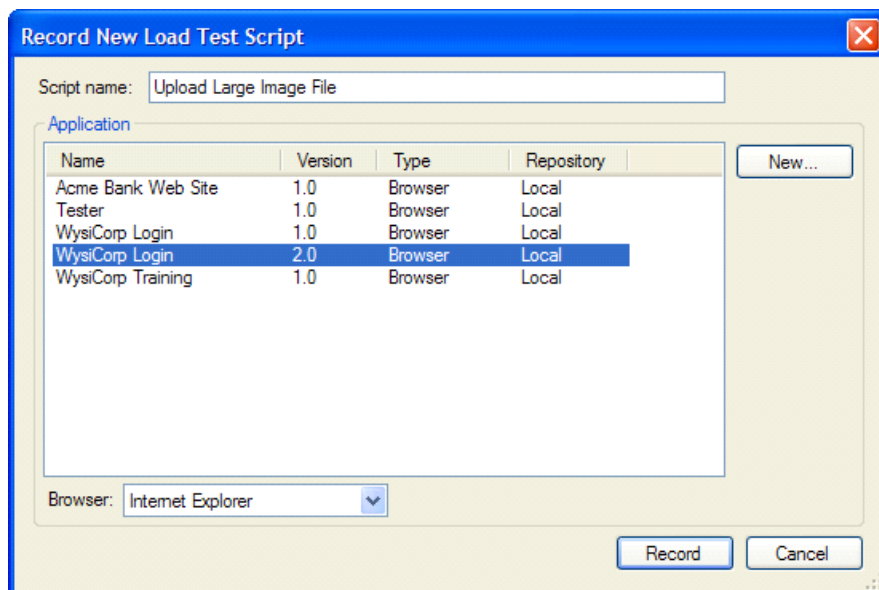 Record New Load Test Script
Script name: Upload Large Image File
Application
Name Version Type Repository
New...
Acme Bank Web Site 1.0 Browser Local
Tester 1.0 Browser Local
WysiCorp Login 1.0 Browser Local
WysiCorp Login 2.0 Browser Local
WysiCorp Training 1.0 Browser Local
Browser: Internet Explorer
Record Cancel